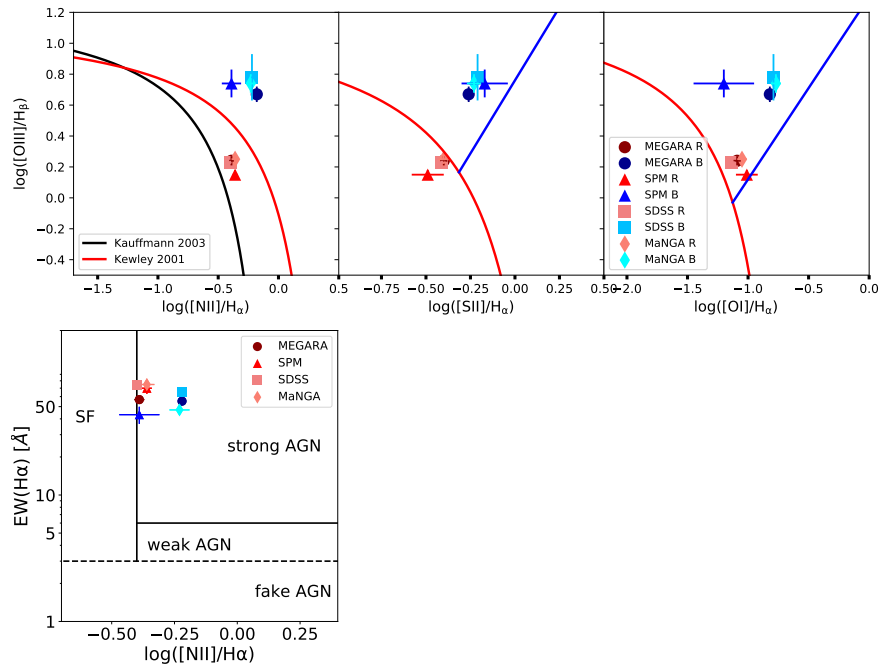 log([OIII]/Hβ)
1.2
1.0
0.8
0.6
0.4
0.2
0.0
−0.2
−0.4
Kauffmann 2003
Kewley 2001
−1.5 −1.0 −0.5 0.0 0.5
log([NII]/Hα)
−0.75 −0.50 −0.25 0.00 0.25 0.50
log([SII]/Hα)
MEGARA R
MEGARA B
SPM R
SPM B
SDSS R
SDSS B
MaNGA R
MaNGA B
−2.0 −1.5 −1.0 −0.5 0.0
log([OI]/Hα)
EW(Hα) [Å]
50
10
5
1
MEGARA
SPM
SDSS
MaNGA
SF
strong AGN
weak AGN
fake AGN
−0.50 −0.25 0.00 0.25
log([NII]/Hα)